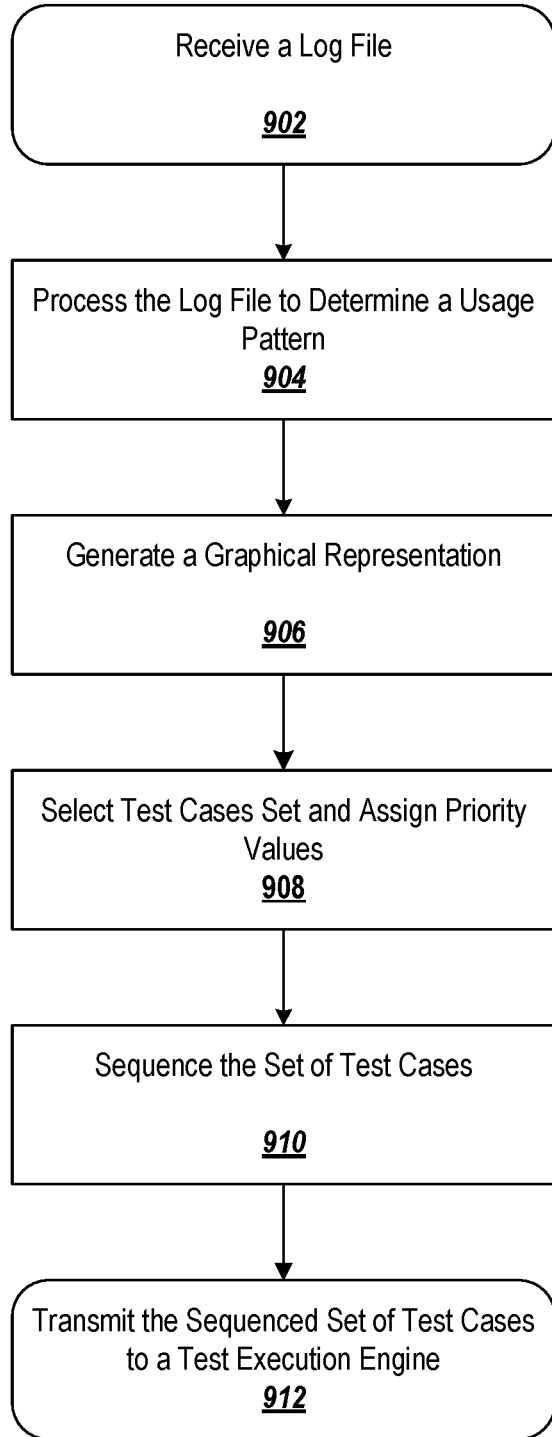 Receive a Log File
902
Process the Log File to Determine a Usage
Pattern
904
Generate a Graphical Representation
906
Select Test Cases Set and Assign Priority
Values
908
Sequence the Set of Test Cases
910
Transmit the Sequenced Set of Test Cases
to a Test Execution Engine
912